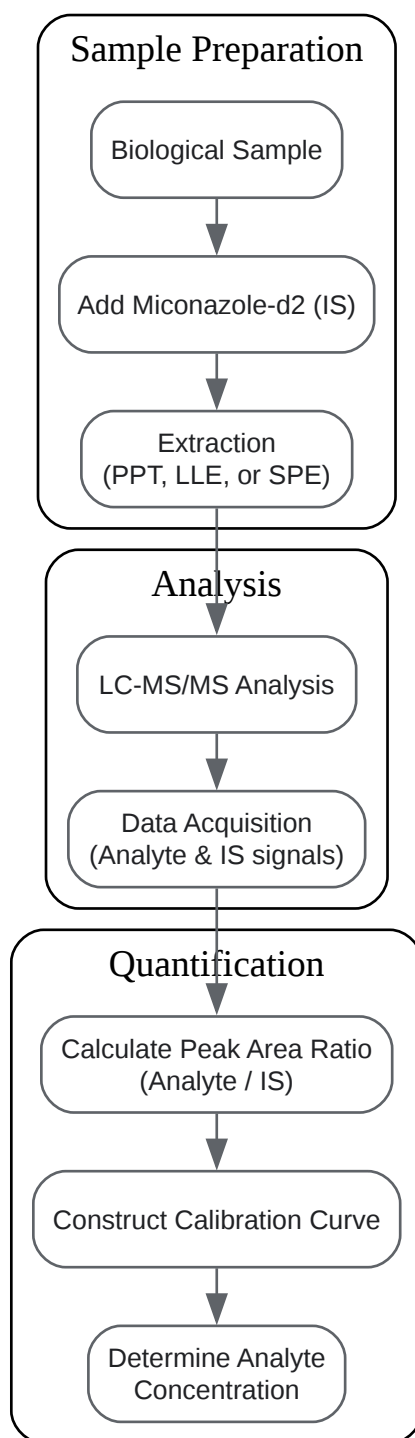 Sample Preparation
Biological Sample
Add Miconazole-d2 (IS)
Extraction
(PPT, LLE, or SPE)
Analysis
LC-MS/MS Analysis
Data Acquisition
(Analyte & IS signals)
Quantification
Calculate Peak Area Ratio
(Analyte / IS)
Construct Calibration Curve
Determine Analyte
Concentration